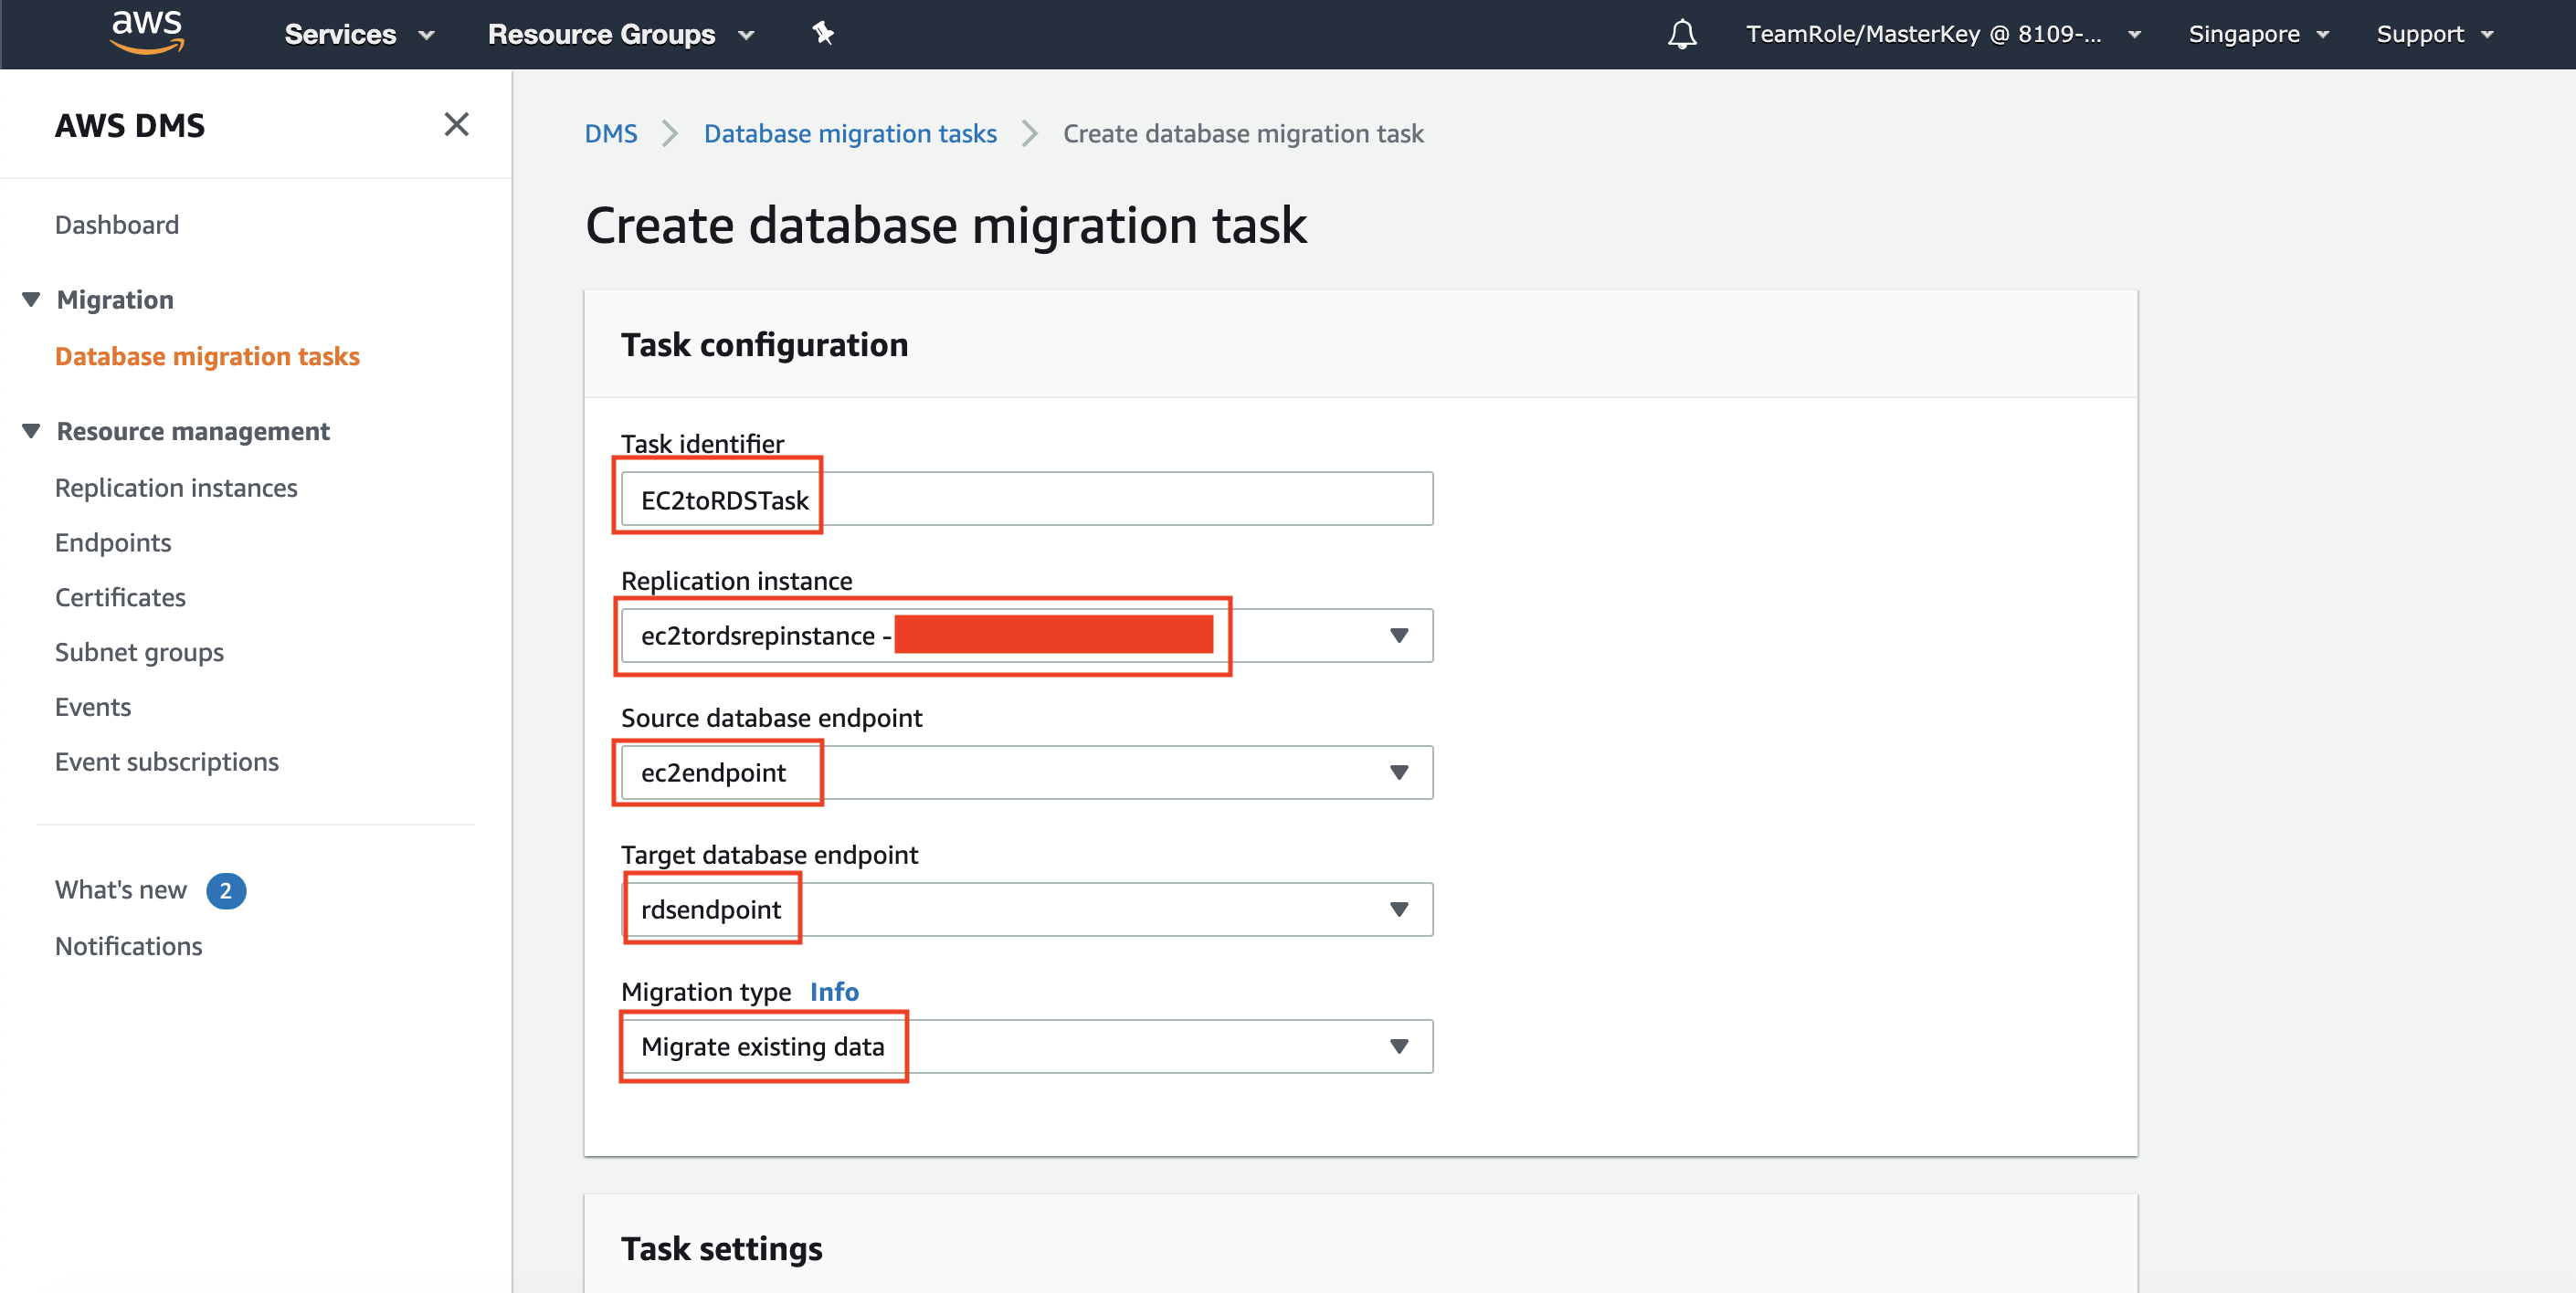 aws Services Resource Groups TeamRole/MasterKey @ 8109-... Singapore Support
AWS DMS
Dashboard
Migration
Database migration tasks
Resource management
Replication instances
Endpoints
Certificates
Subnet groups
Events
Event subscriptions
What's new 2
Notifications
DMS Database migration tasks Create database migration task
Create database migration task
Task configuration
Task identifier
EC2toRDSTask
Replication instance
ec2tordsrepinstance -
Source database endpoint
ec2endpoint
Target database endpoint
rdsendpoint
Migration type Info
Migrate existing data
Task settings